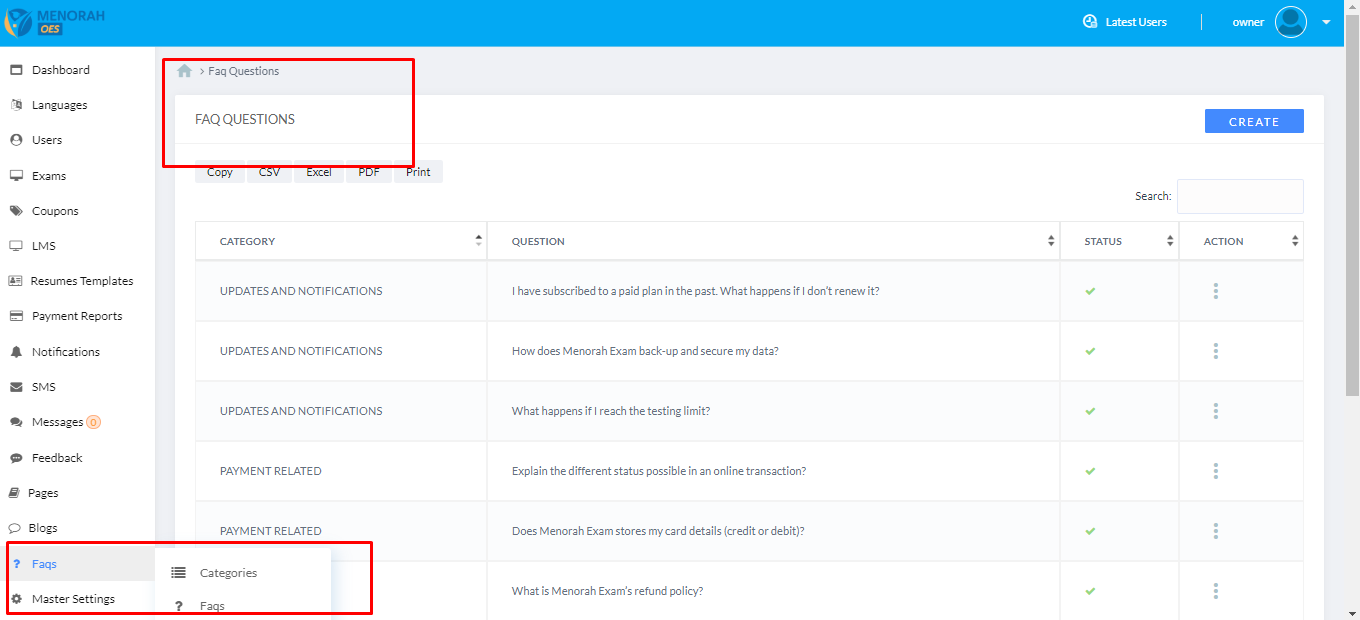 MENORAH
OES
Latest Users
owner
Dashboard
Languages
Users
Exams
Coupons
LMS
Resumes Templates
Payment Reports
Notifications
SMS
Messages 0
Feedback
Pages
Blogs
Faqs
Master Settings
Categories
Faqs
> Faq Questions
FAQ QUESTIONS
CREATE
Copy CSV Excel PDF Print
Search:
CATEGORY QUESTION STATUS ACTION
UPDATES AND NOTIFICATIONS I have subscribed to a paid plan in the past. What happens if I don't renew it?
UPDATES AND NOTIFICATIONS How does Menorah Exam back-up and secure my data?
UPDATES AND NOTIFICATIONS What happens if I reach the testing limit?
PAYMENT RELATED Explain the different status possible in an online transaction?
PAYMENT RELATED Does Menorah Exam stores my card details (credit or debit)?
What is Menorah Exam's refund policy?